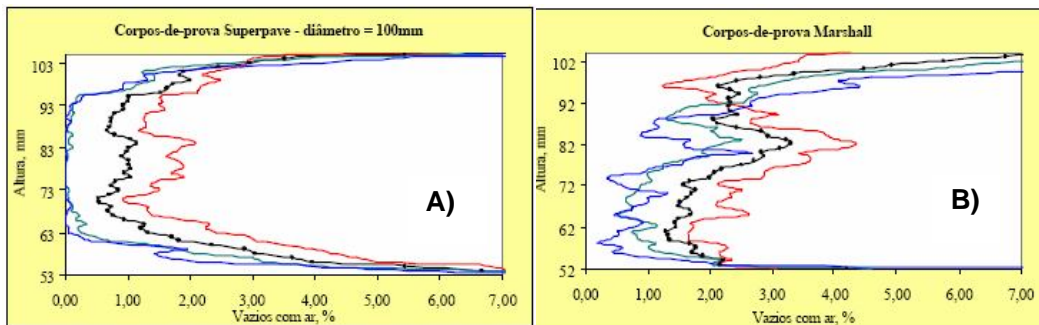 Corpos-de-prova Superpave - diâmetro = 100mm
Altura, mm
103
93
83
73
63
53
A)
0,00 1,00 2,00 3,00 4,00 5,00 6,00 7,00
Vazios com ar, %
Corpos-de-prova Marshall
Altura, mm
102
92
82
72
62
52
B)
0,00 1,00 2,00 3,00 4,00 5,00 6,00 7,00
Vazios com ar, %